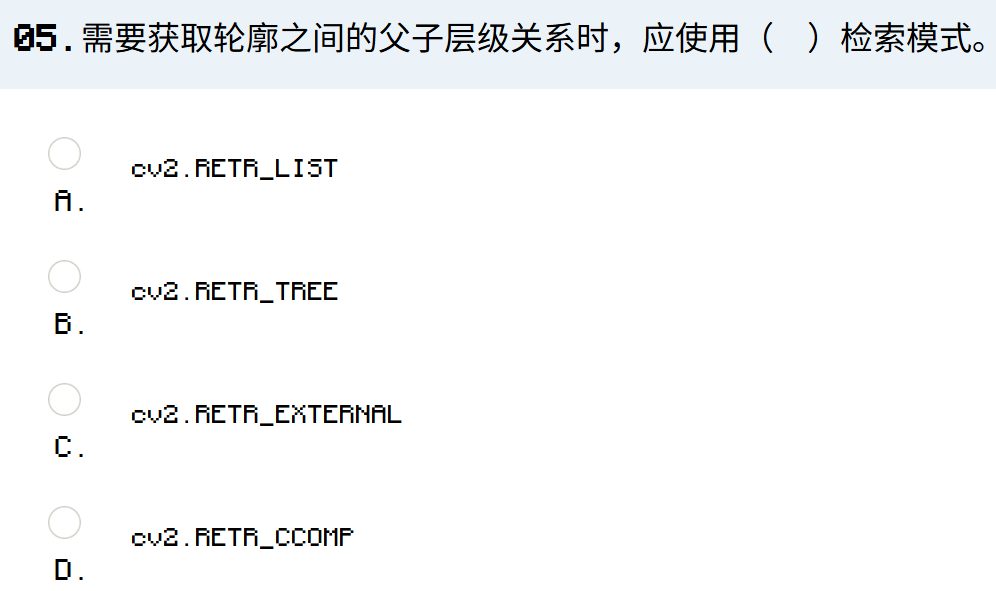 05.需要获取轮廓之间的父子层级关系时，应使用（　）检索模式。
cv2.RETR_LIST
A.
cv2.RETR_TREE
B.
cv2.RETR_EXTERNAL
C.
cv2.RETR_CCOMP
D.